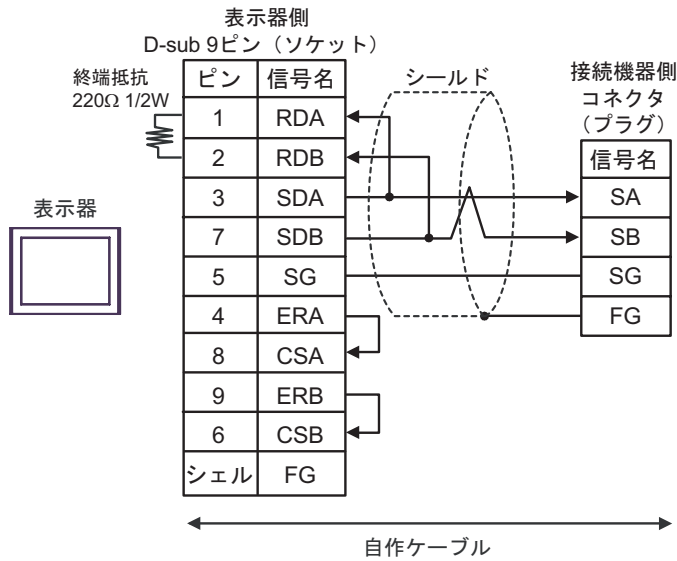 表示器側
D-sub 9ピン（ソケット）
終端抵抗
220Ω 1/2W
ピン 信号名
1 RDA
2 RDB
3 SDA
7 SDB
5 SG
4 ERA
8 CSA
9 ERB
6 CSB
シェル FG
シールド
接続機器側
コネクタ
（プラグ）
信号名
SA
SB
SG
FG
表示器
自作ケーブル